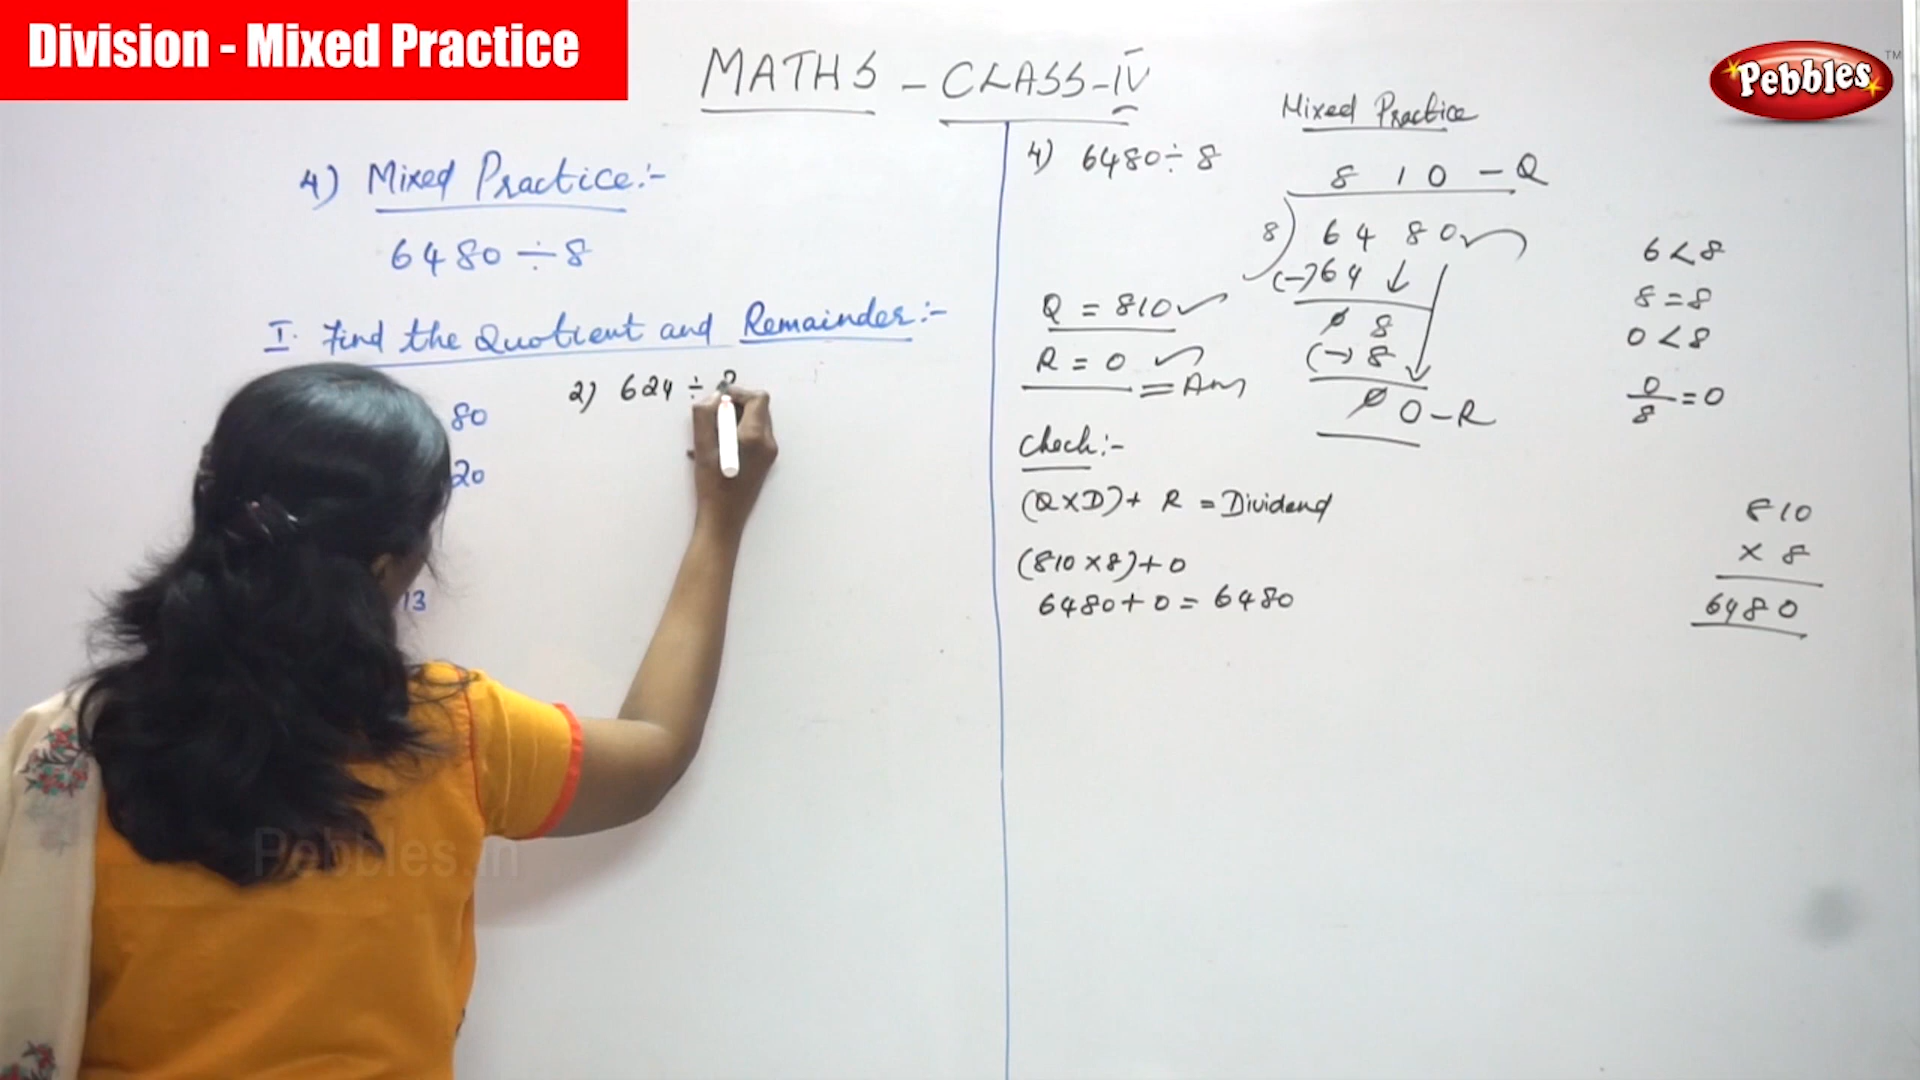 Division - Mixed Practice
MATHS - CLASS - IV
Pebbles TM
4) Mixed Practice:-
6480 ÷ 8
I. Find the Quotient and Remainder:-
80
20
13
2) 624 ÷
Mixed Practice
4) 6480 ÷ 8
8 1 0 - Q
8) 6 4 8 0
(-) 64 ↓
0 8
(-) 8
0 0 - R
Q = 810 ✓
R = 0 ✓
= Ans
6 < 8
8 = 8
0 < 8
0/8 = 0
Check:-
(Q×D) + R = Dividend
(810 × 8) + 0
6480 + 0 = 6480
810
× 8
6480
Pebbles.in